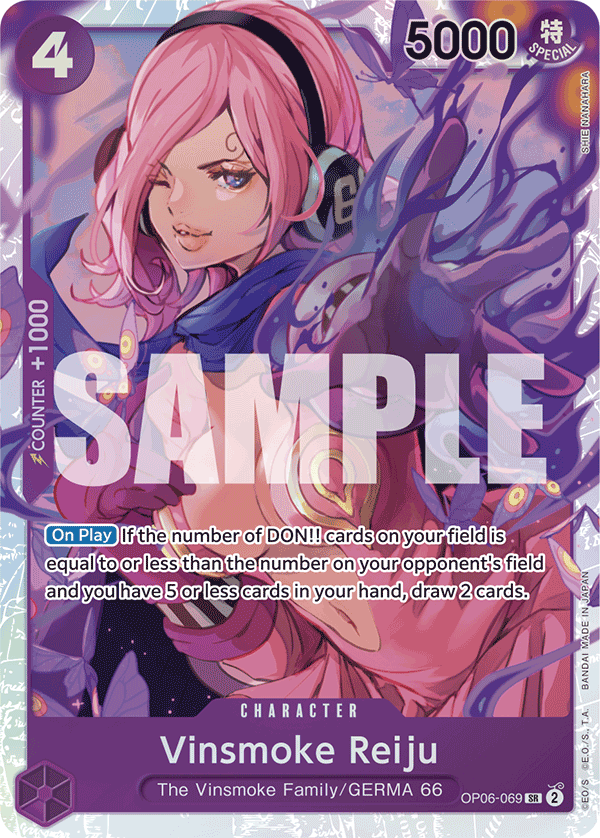 4
5000
特
SPECIAL
SHIE NANAHARA
COUNTER +1000
SAMPLE
On Play If the number of DON!! cards on your field is
equal to or less than the number on your opponent's field
and you have 5 or less cards in your hand, draw 2 cards.
CHARACTER
Vinsmoke Reiju
The Vinsmoke Family/GERMA 66
OP06-069 SR 2
©EO/S ©E.O./S, T.A. BANDAI MADE IN JAPAN